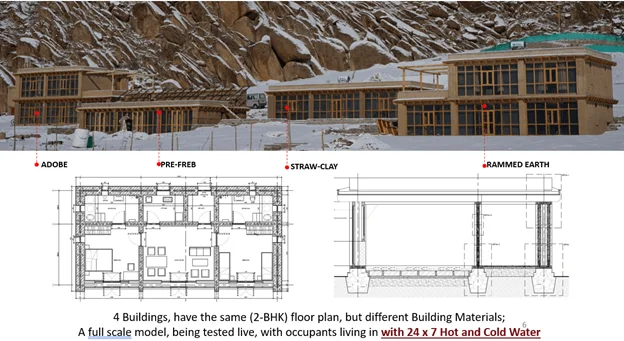 ADOBE
PRE-FREB
STRAW-CLAY
RAMMED EARTH
4 Buildings, have the same (2-BHK) floor plan, but different Building Materials;
6
A full scale model, being tested live, with occupants living in with 24 x 7 Hot and Cold Water